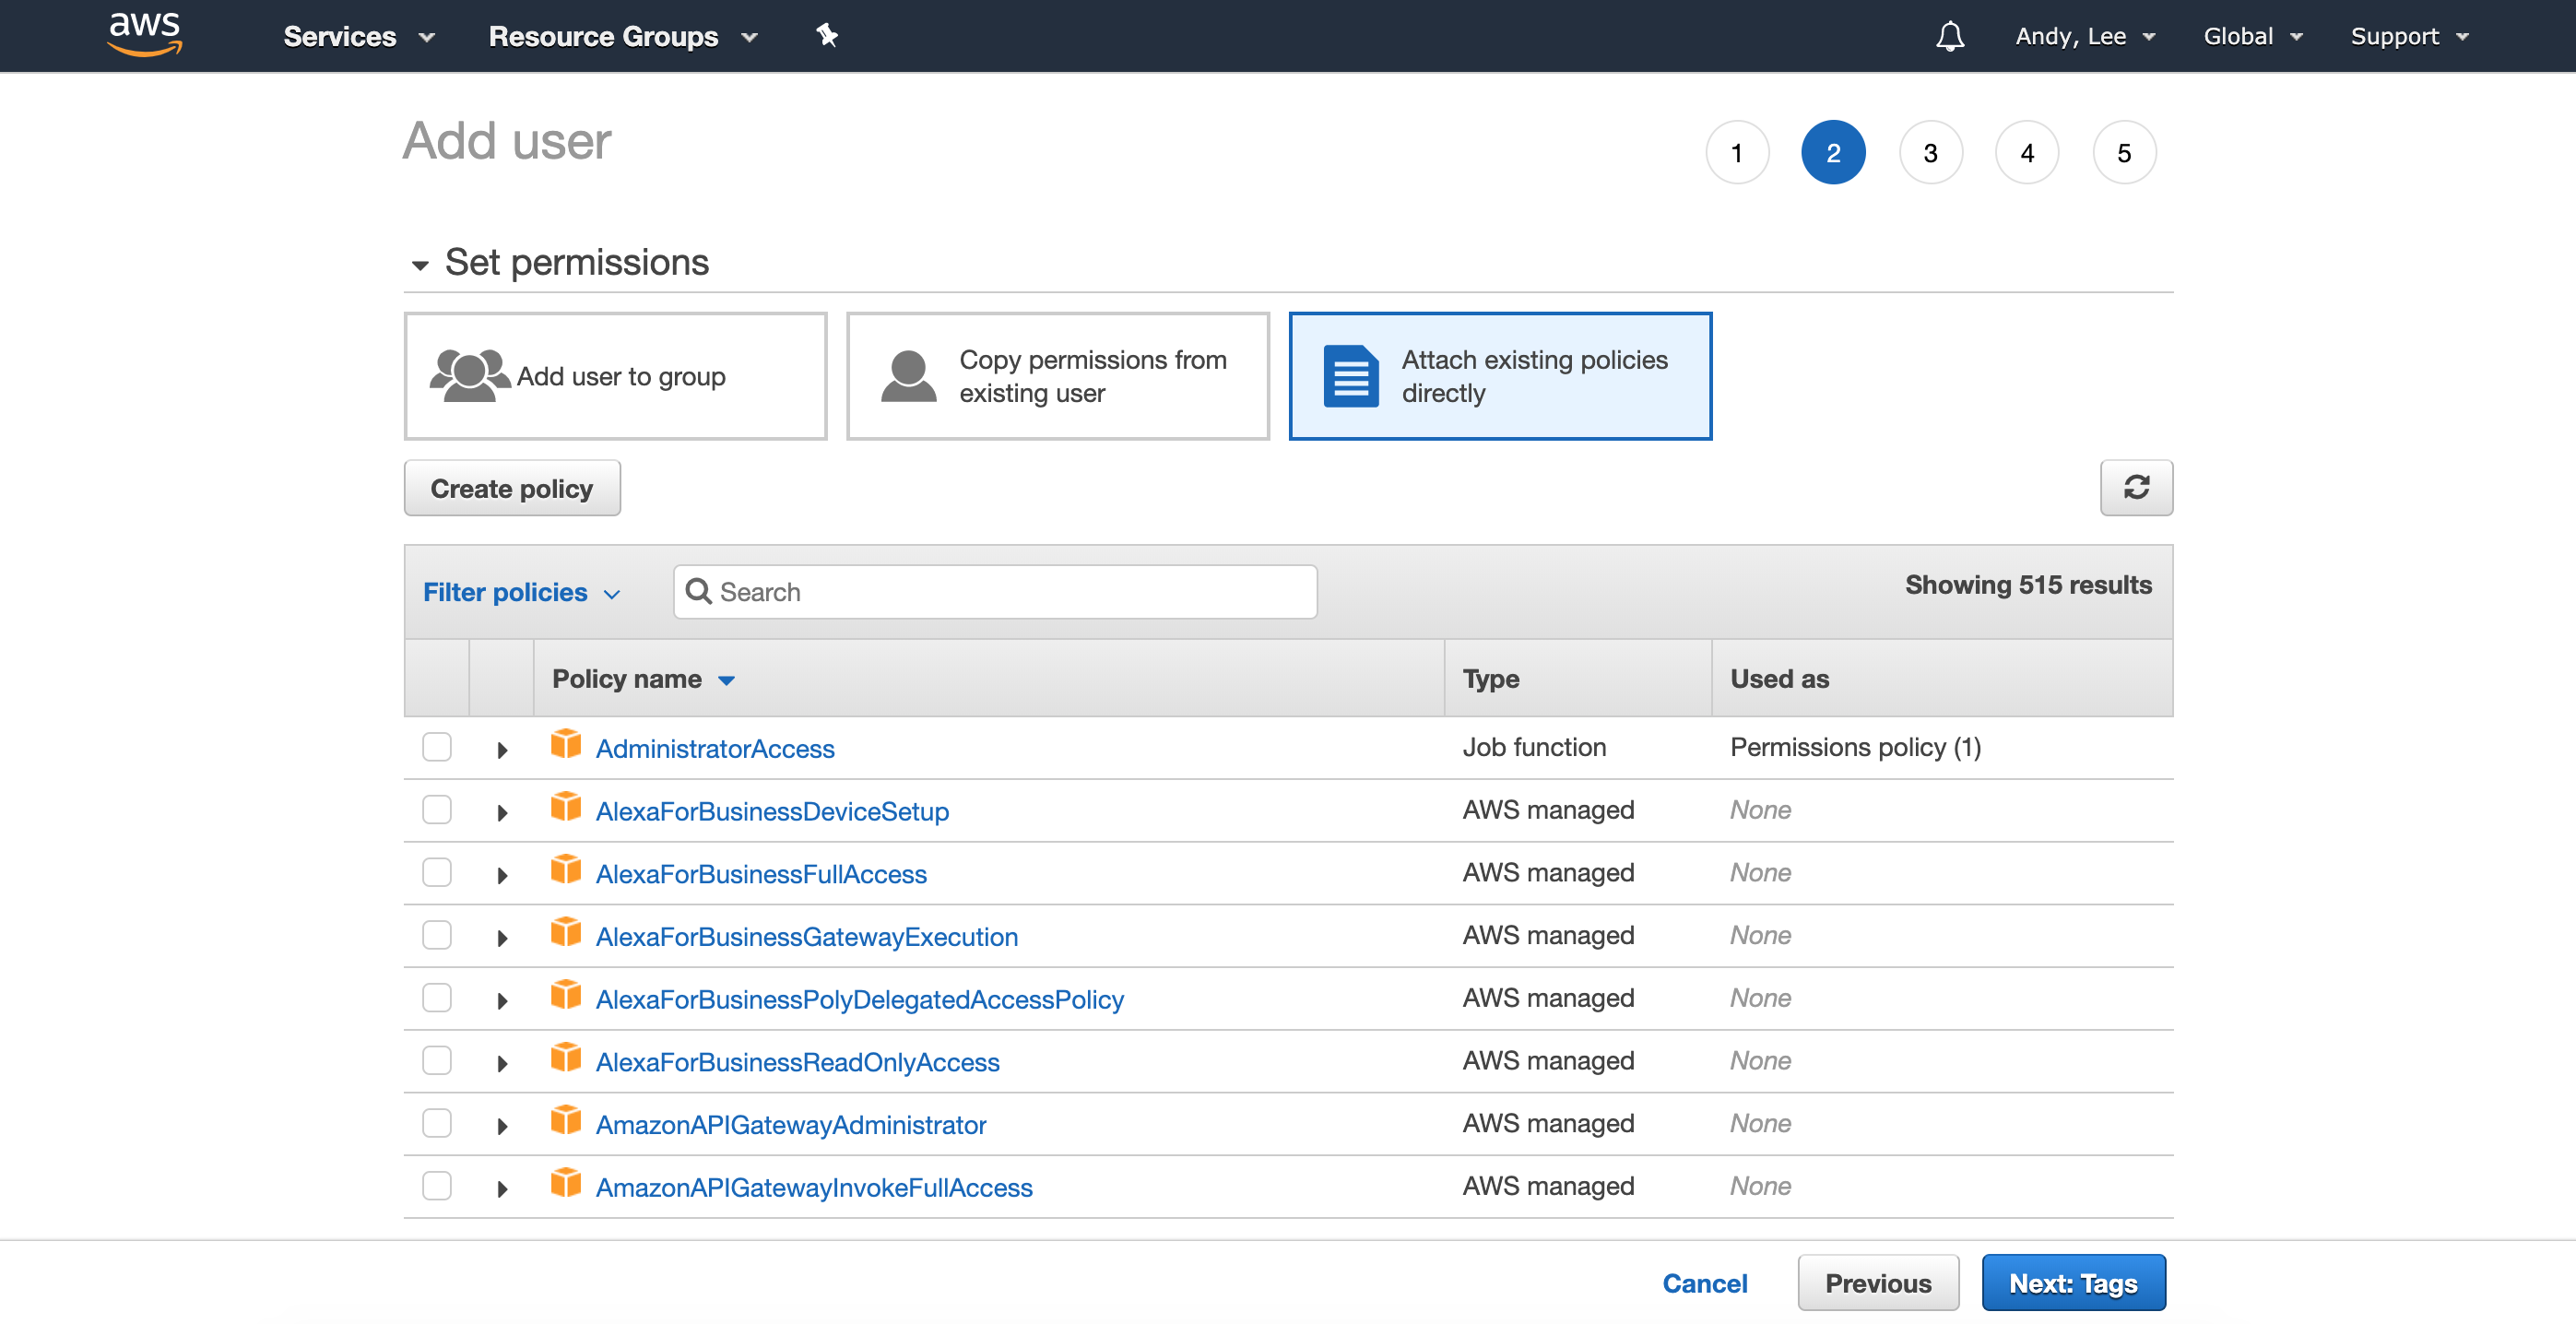 aws
Services
Resource Groups
Andy, Lee
Global
Support
Add user
1
2
3
4
5
Set permissions
Add user to group
Copy permissions from
existing user
Attach existing policies
directly
Create policy
Filter policies
Search
Showing 515 results
Policy name
Type
Used as
AdministratorAccess
Job function
Permissions policy (1)
AlexaForBusinessDeviceSetup
AWS managed
None
AlexaForBusinessFullAccess
AWS managed
None
AlexaForBusinessGatewayExecution
AWS managed
None
AlexaForBusinessPolyDelegatedAccessPolicy
AWS managed
None
AlexaForBusinessReadOnlyAccess
AWS managed
None
AmazonAPIGatewayAdministrator
AWS managed
None
AmazonAPIGatewayInvokeFullAccess
AWS managed
None
Cancel
Previous
Next: Tags